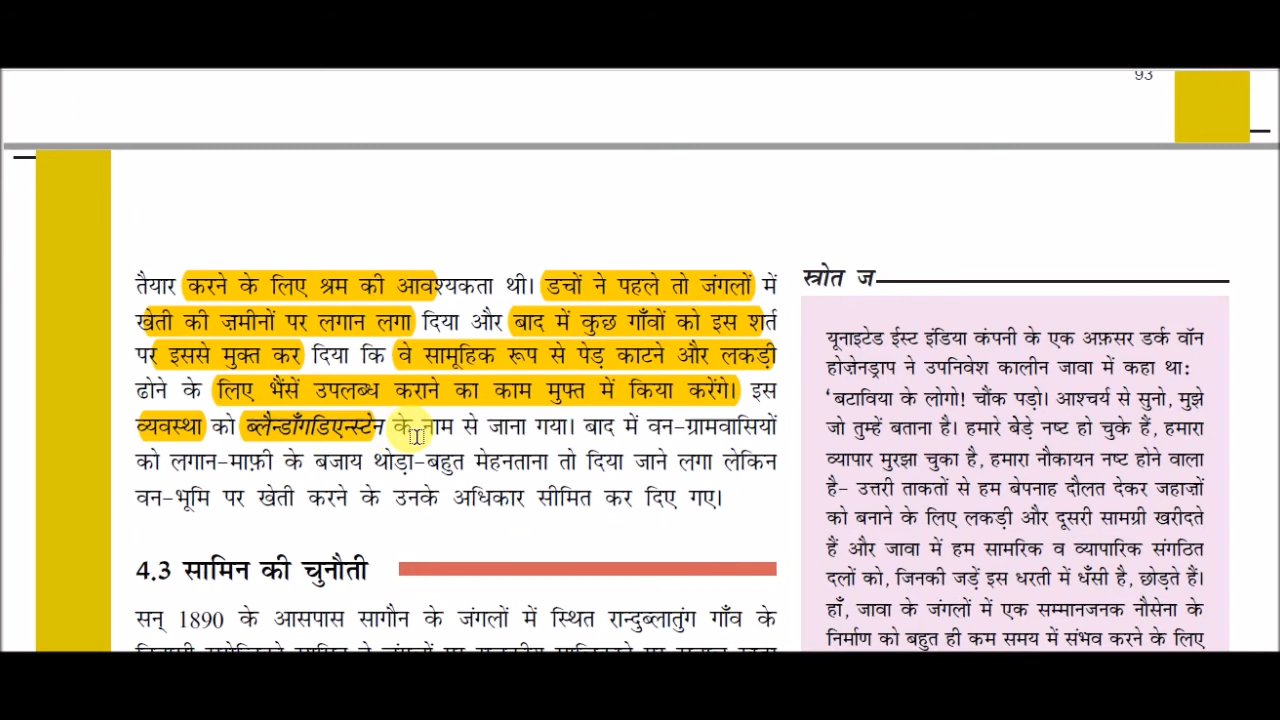 93
तैयार करने के लिए श्रम की आवश्यकता थी। डचों ने पहले तो जंगलों में
खेती की ज़मीनों पर लगान लगा दिया और बाद में कुछ गाँवों को इस शर्त
पर इससे मुक्त कर दिया कि वे सामूहिक रूप से पेड़ काटने और लकड़ी
ढोने के लिए भैंसें उपलब्ध कराने का काम मुफ्त में किया करेंगे। इस
व्यवस्था को ब्लैन्डाँगडिएन्स्टेन के नाम से जाना गया। बाद में वन-ग्रामवासियों
को लगान-माफ़ी के बजाय थोड़ा-बहुत मेहनताना तो दिया जाने लगा लेकिन
वन-भूमि पर खेती करने के उनके अधिकार सीमित कर दिए गए।
4.3 सामिन की चुनौती
सन् 1890 के आसपास सागौन के जंगलों में स्थित रान्दुब्लातुंग गाँव के
स्रोत ज
यूनाइटेड ईस्ट इंडिया कंपनी के एक अफ़सर डर्क वॉन
होज़ेनड्राप ने उपनिवेश कालीन जावा में कहा था:
'बटाविया के लोगो! चौंक पड़ो। आश्चर्य से सुनो, मुझे
जो तुम्हें बताना है। हमारे बेड़े नष्ट हो चुके हैं, हमारा
व्यापार मुरझा चुका है, हमारा नौकायन नष्ट होने वाला
है- उत्तरी ताकतों से हम बेपनाह दौलत देकर जहाज़ों
को बनाने के लिए लकड़ी और दूसरी सामग्री खरीदते
हैं और जावा में हम सामरिक व व्यापारिक संगठित
दलों को, जिनकी जड़ें इस धरती में धँसी है, छोड़ते हैं।
हाँ, जावा के जंगलों में एक सम्मानजनक नौसेना के
निर्माण को बहुत ही कम समय में संभव करने के लिए